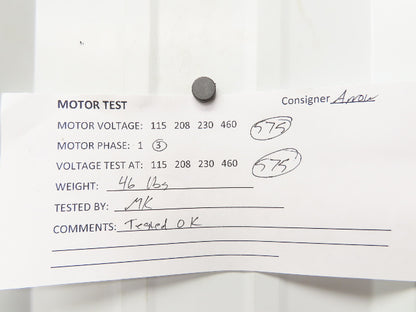 Consigner Arrow
MOTOR TEST
MOTOR VOLTAGE: 115 208 230 460 575
MOTOR PHASE: 1 3
VOLTAGE TEST AT: 115 208 230 460 575
WEIGHT: 46 lbs
TESTED BY: MK
COMMENTS: Tested OK